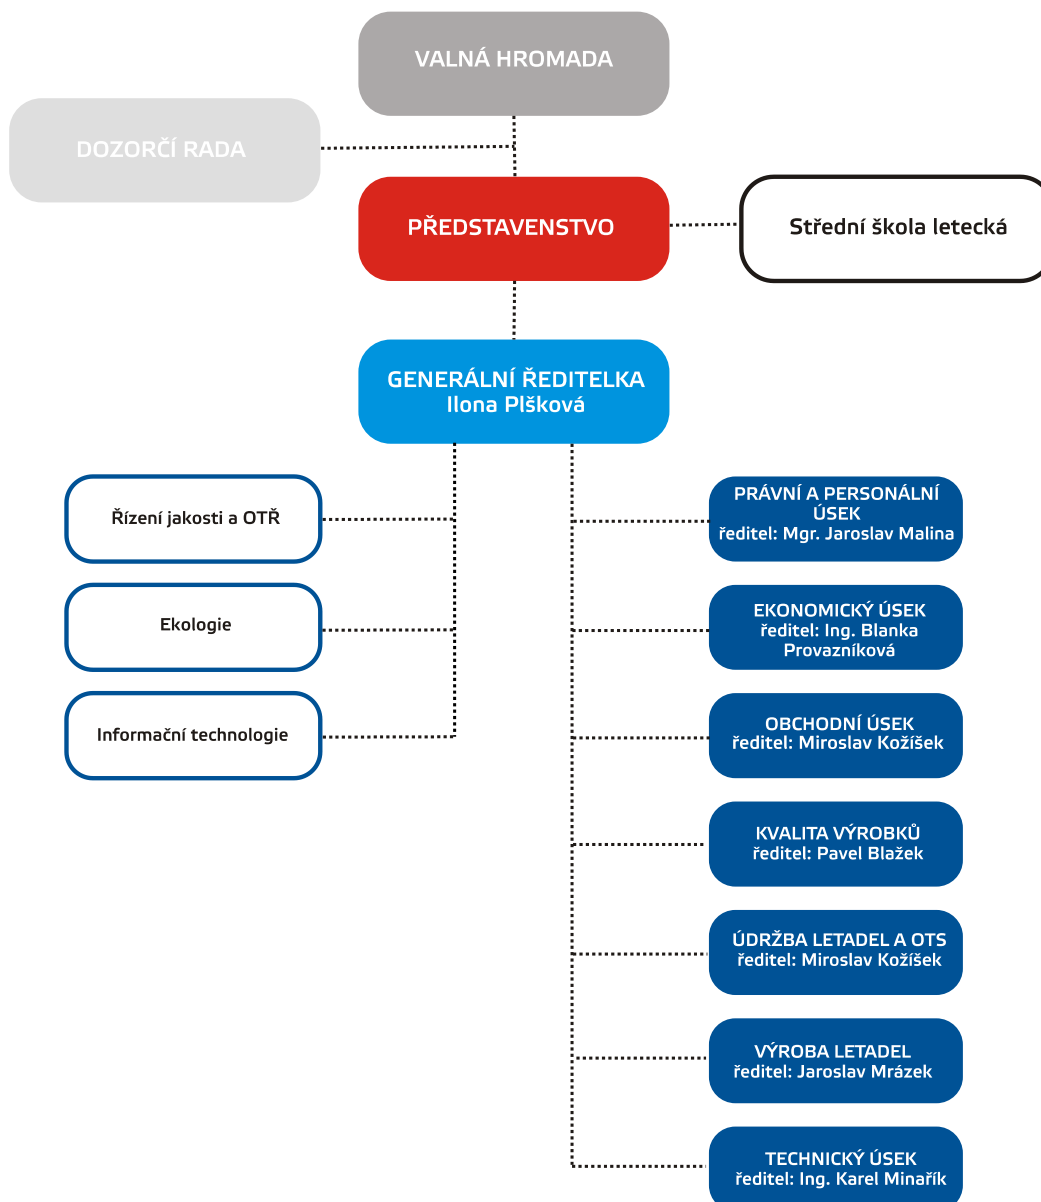 VALNÁ HROMADA
DOZORČÍ RADA
PŘEDSTAVENSTVO
Střední škola letecká
GENERÁLNÍ ŘEDITELKA
Ilona Plšková
Řízení jakosti a OTŘ
Ekologie
Informační technologie
PRÁVNÍ A PERSONÁLNÍ
ÚSEK
ředitel: Mgr. Jaroslav Malina
EKONOMICKÝ ÚSEK
ředitel: Ing. Blanka
Provazníková
OBCHODNÍ ÚSEK
ředitel: Miroslav Kožíšek
KVALITA VÝROBKŮ
ředitel: Pavel Blažek
ÚDRŽBA LETADEL A OTS
ředitel: Miroslav Kožíšek
VÝROBA LETADEL
ředitel: Jaroslav Mrázek
TECHNICKÝ ÚSEK
ředitel: Ing. Karel Minařík